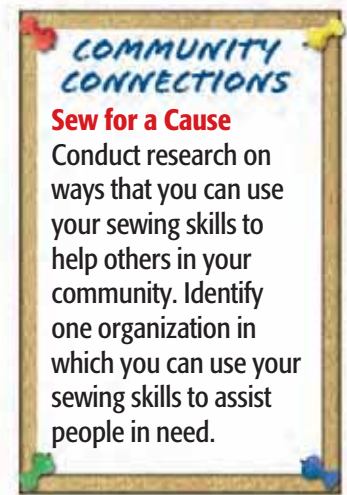 COMMUNITY
CONNECTIONS
Sew for a Cause
Conduct research on
ways that you can use
your sewing skills to
help others in your
community. Identify
one organization in
which you can use your
sewing skills to assist
people in need.